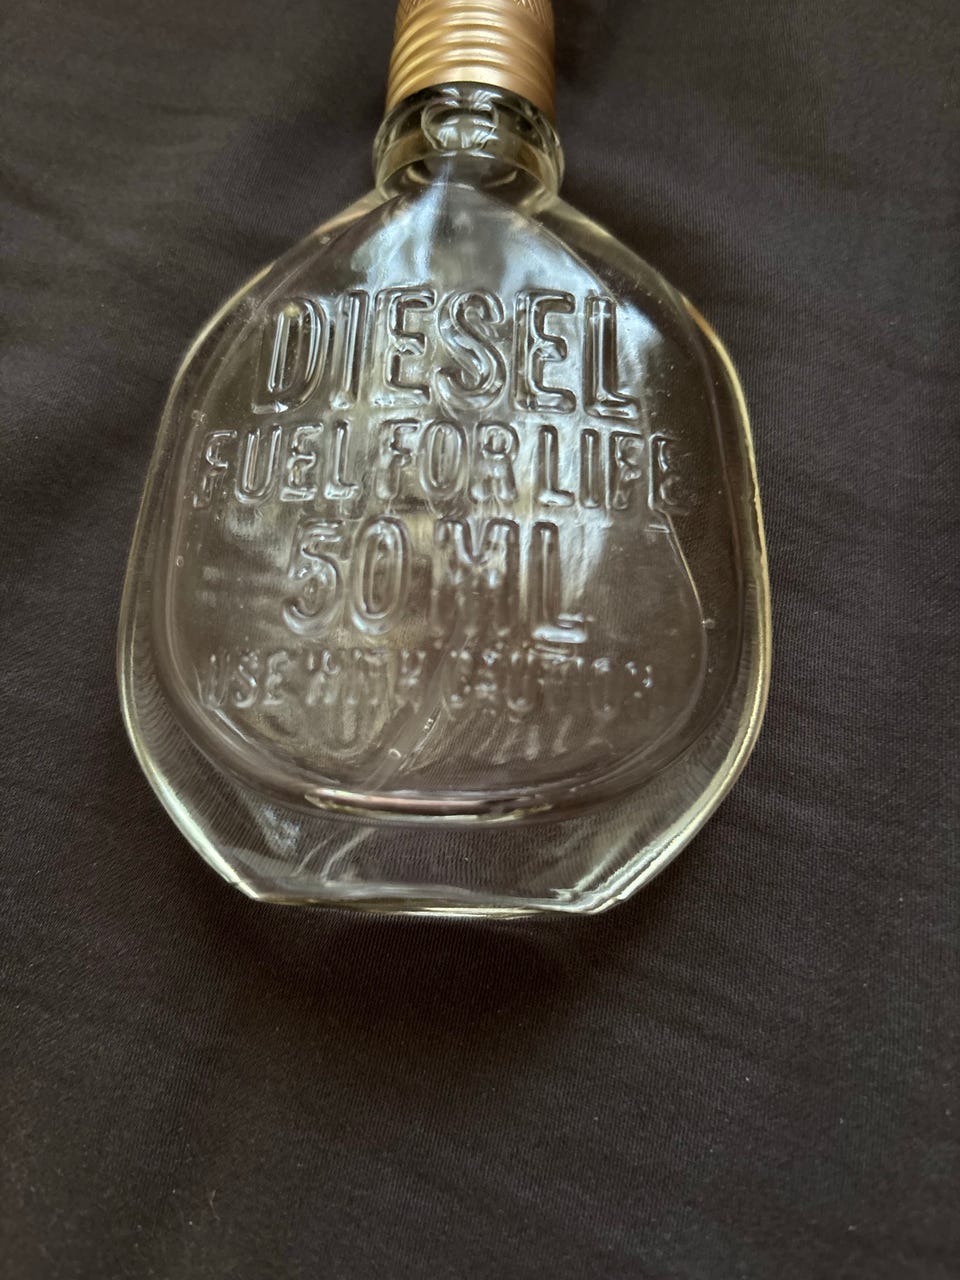 DIESEL
FUEL FOR LIFE
50 ML
USE WITH CAUTION